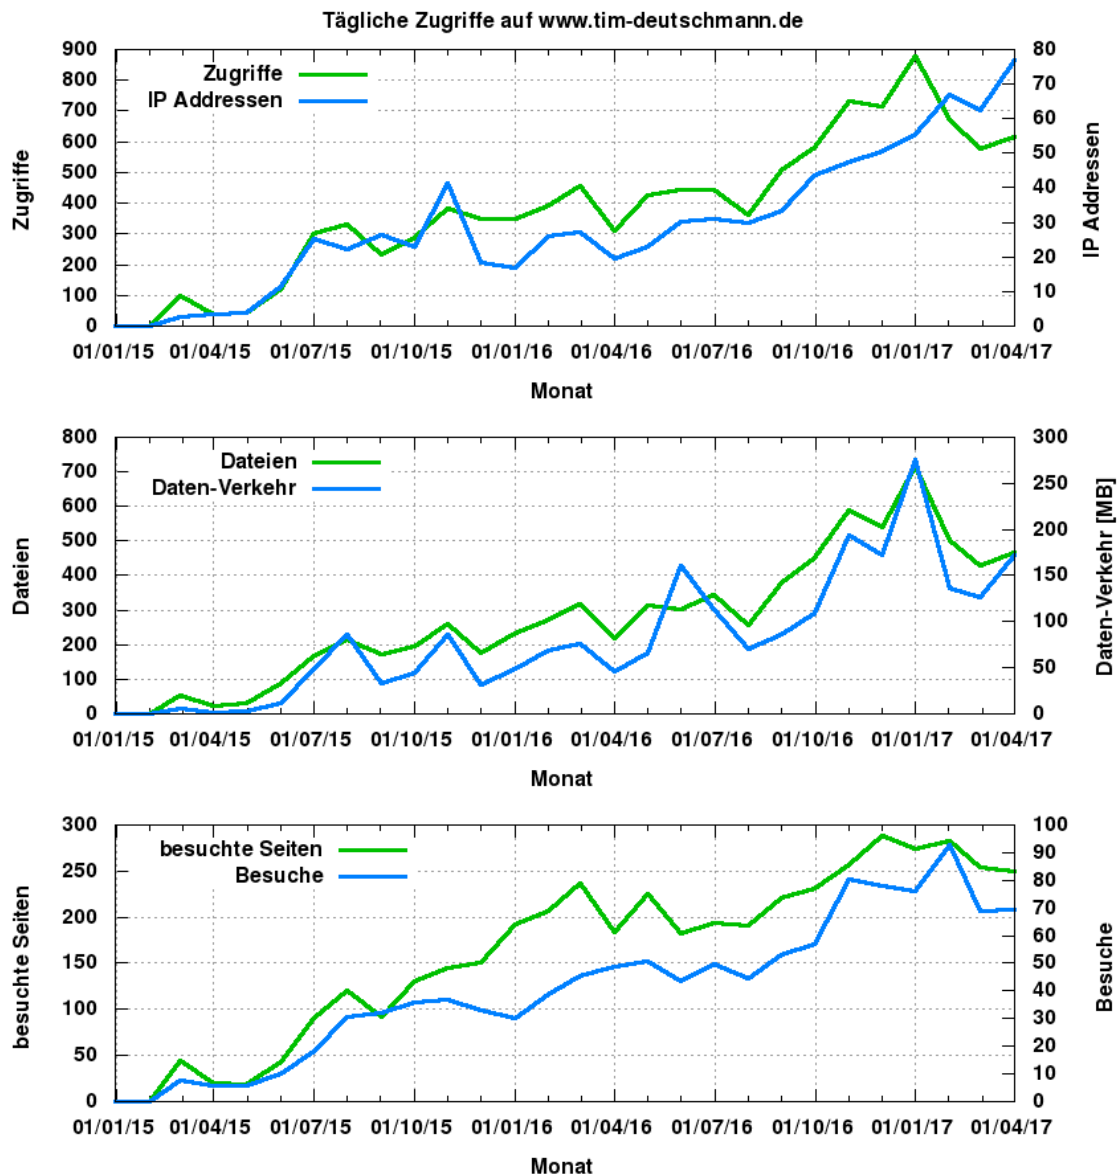 Tägliche Zugriffe auf www.tim-deutschmann.de
Zugriffe
IP Addressen
Zugriffe
IP Addressen
900
800
700
600
500
400
300
200
100
0
80
70
60
50
40
30
20
10
0
01/01/15 01/04/15 01/07/15 01/10/15 01/01/16 01/04/16 01/07/16 01/10/16 01/01/17 01/04/17
Monat
Dateien
Daten-Verkehr
Dateien
Daten-Verkehr [MB]
800
700
600
500
400
300
200
100
0
300
250
200
150
100
50
0
01/01/15 01/04/15 01/07/15 01/10/15 01/01/16 01/04/16 01/07/16 01/10/16 01/01/17 01/04/17
Monat
besuchte Seiten
Besuche
besuchte Seiten
Besuche
300
250
200
150
100
50
0
100
90
80
70
60
50
40
30
20
10
0
01/01/15 01/04/15 01/07/15 01/10/15 01/01/16 01/04/16 01/07/16 01/10/16 01/01/17 01/04/17
Monat